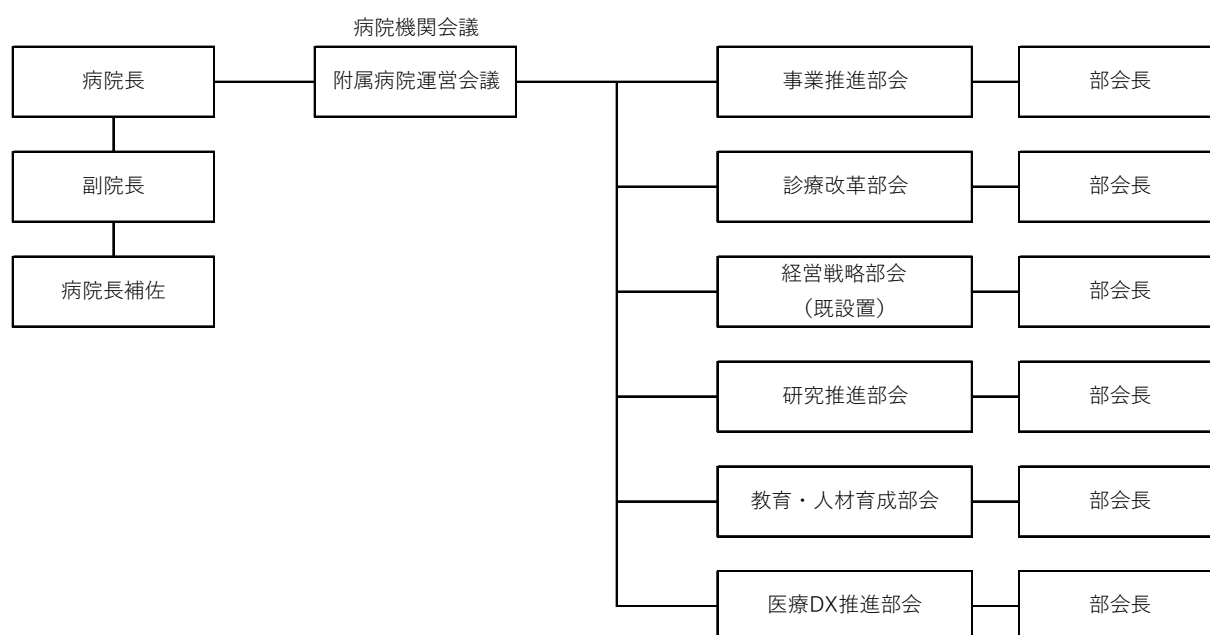 病院機関会議
病院長
附属病院運営会議
事業推進部会
部会長
副院長
診療改革部会
部会長
病院長補佐
経営戦略部会
（既設置）
部会長
研究推進部会
部会長
教育・人材育成部会
部会長
医療DX推進部会
部会長